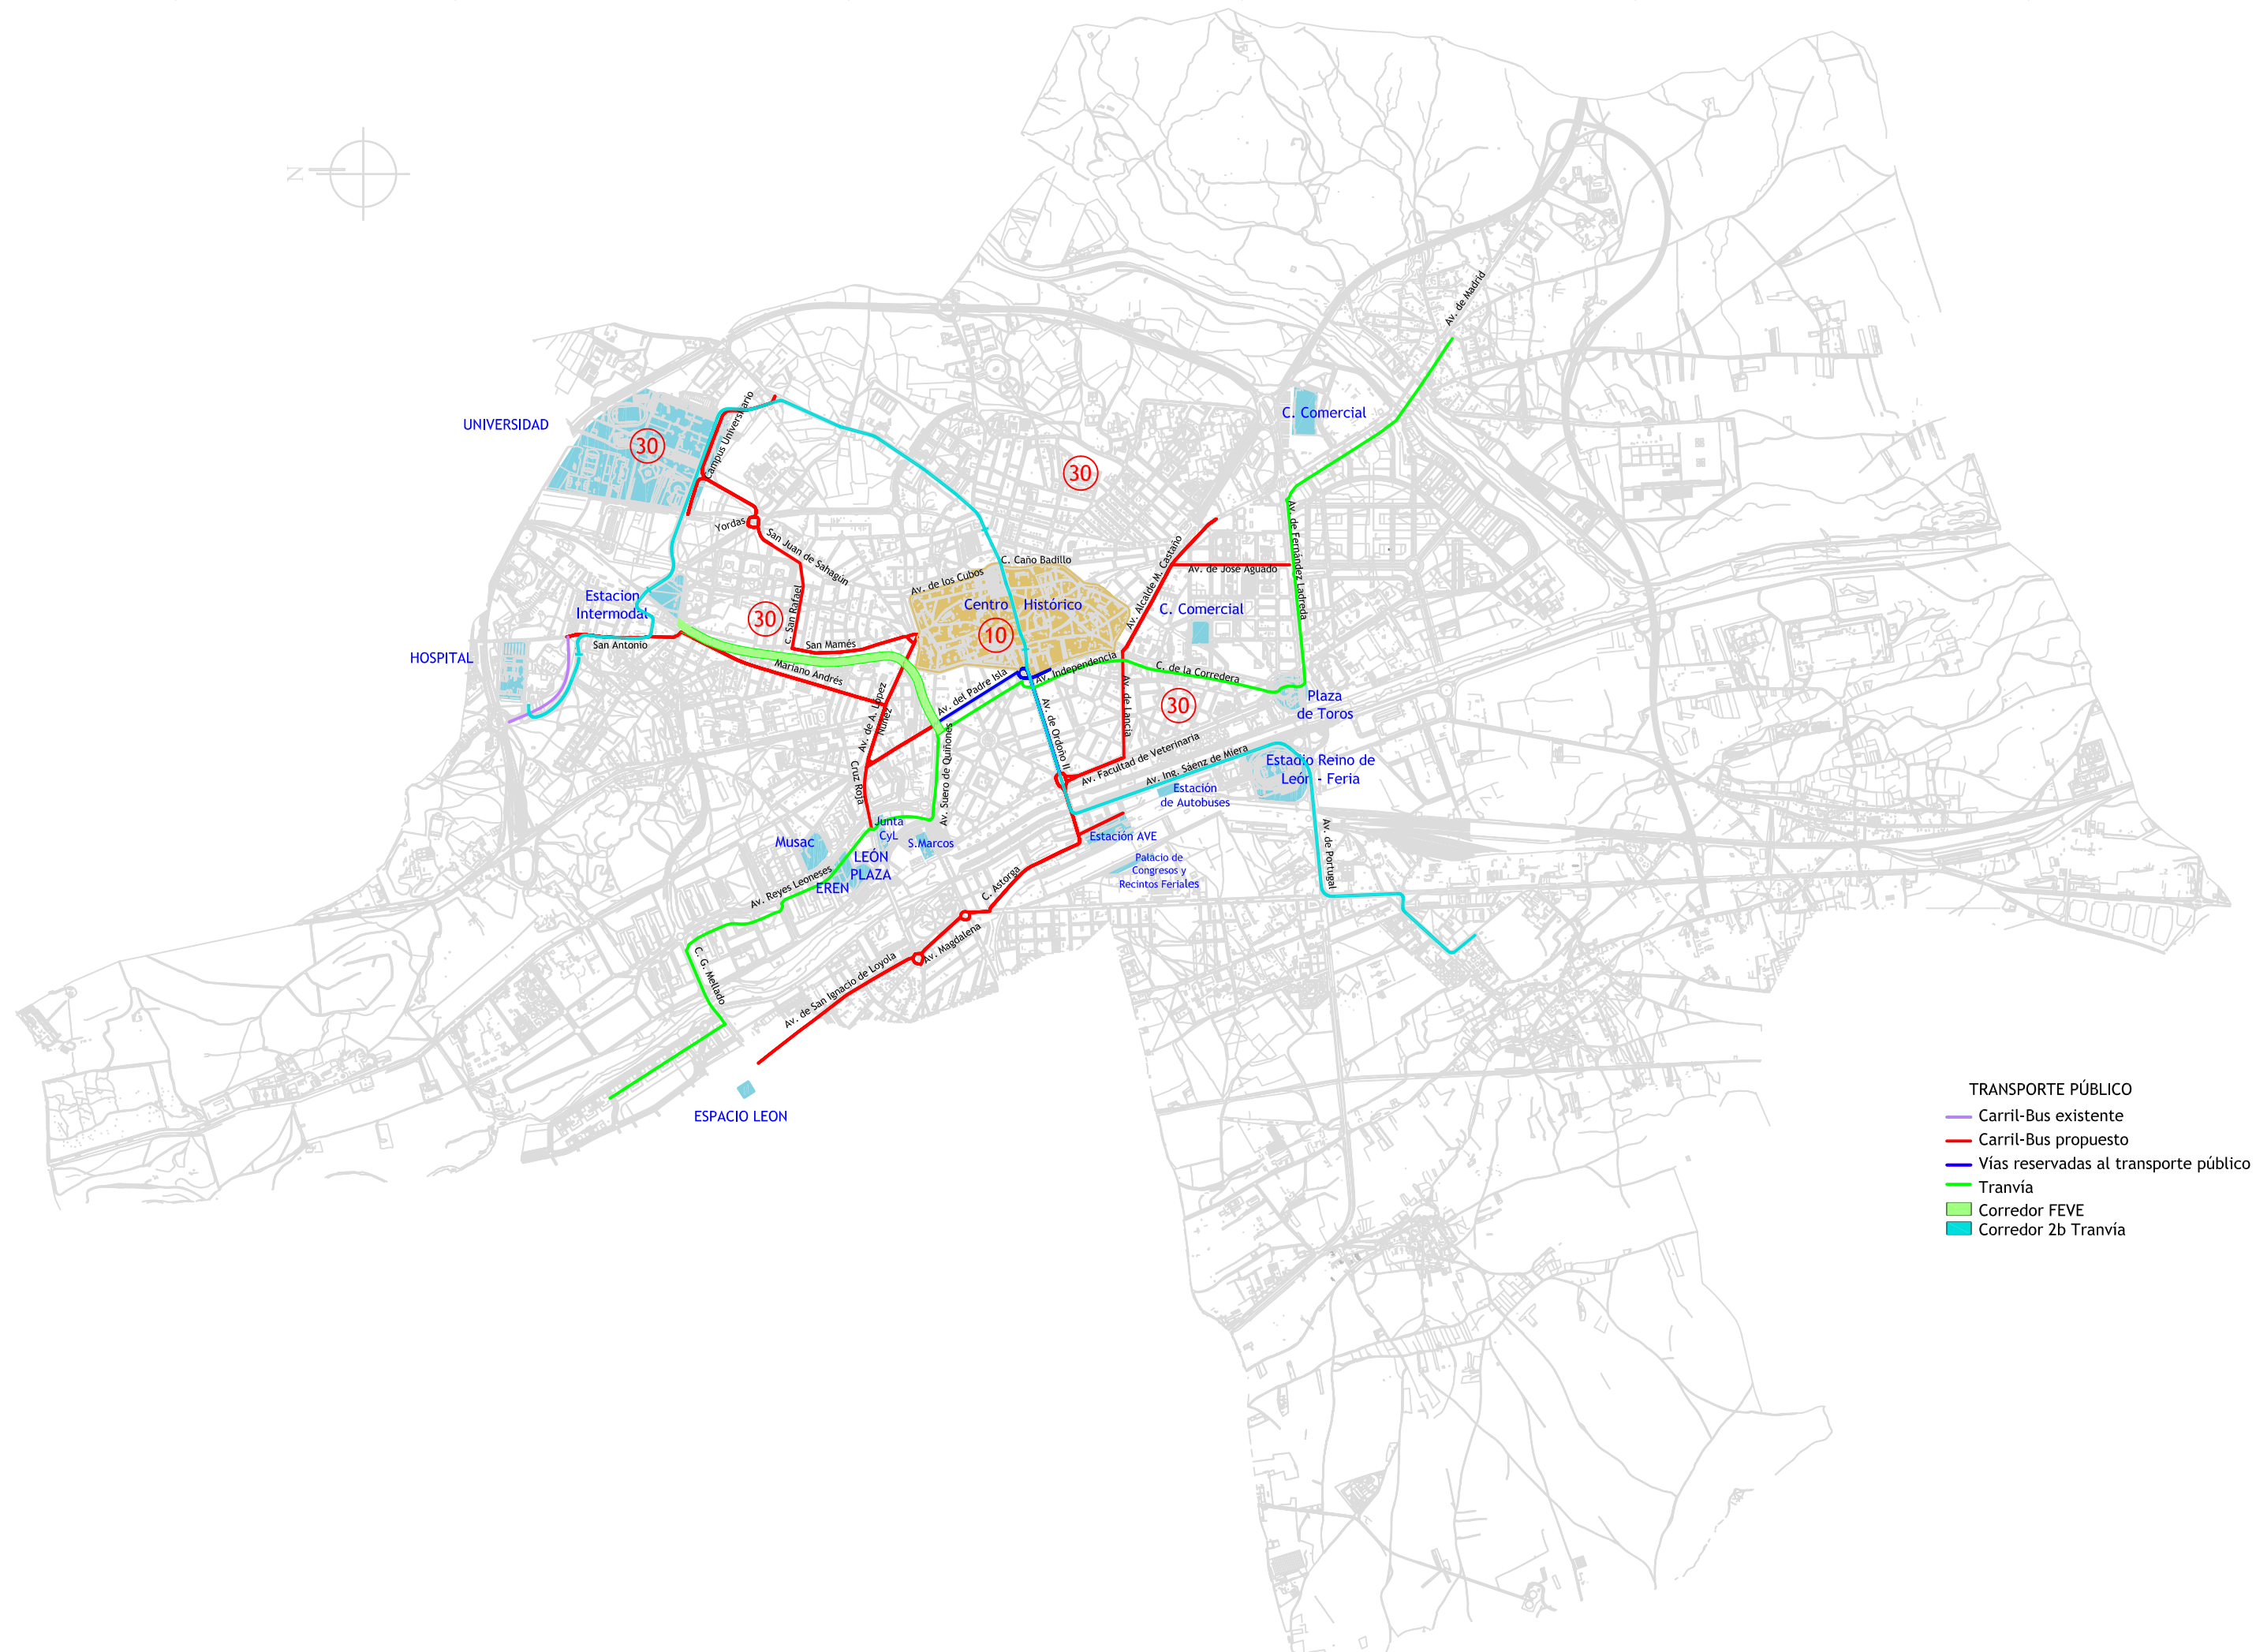 N
Av. de Madrid
UNIVERSIDAD
30
Campus Universitario
C. Comercial
30
Yordas
San Juan de Sahagún
Av. de Fernández Ladreda
C. Caño Badillo
Av. de los Cubos
Av. Alcalde M. Castaño
Av. de José Aguado
Estacion
Intermodal
30
c. San Rafael
Centro Histórico
10
C. Comercial
HOSPITAL
San Antonio
San Mamés
Mariano Andrés
Av. Independencia
C. de la Corredera
Av. del Padre Isla
Av. de A. López
Núñez
Av. de Ordoño II
Av. de Lancia
30
Plaza
de Toros
Av. Suero de Quiñones
Av. Facultad de Veterinaria
Av. Ing. Sáenz de Miera
Estadio Reino de
León - Feria
Cruz Roja
Estación
de Autobuses
Junta
CyL
S.Marcos
Musac
LEÓN
PLAZA
EREN
Estación AVE
Palacio de
Congresos y
Recintos Feriales
Av. de Portugal
Av. Reyes Leoneses
C. Astorga
Av. Magdalena
C. G. Mellado
Av. de San Ignacio de Loyola
ESPACIO LEON
TRANSPORTE PÚBLICO
Carril-Bus existente
Carril-Bus propuesto
Vías reservadas al transporte público
Tranvía
Corredor FEVE
Corredor 2b Tranvía